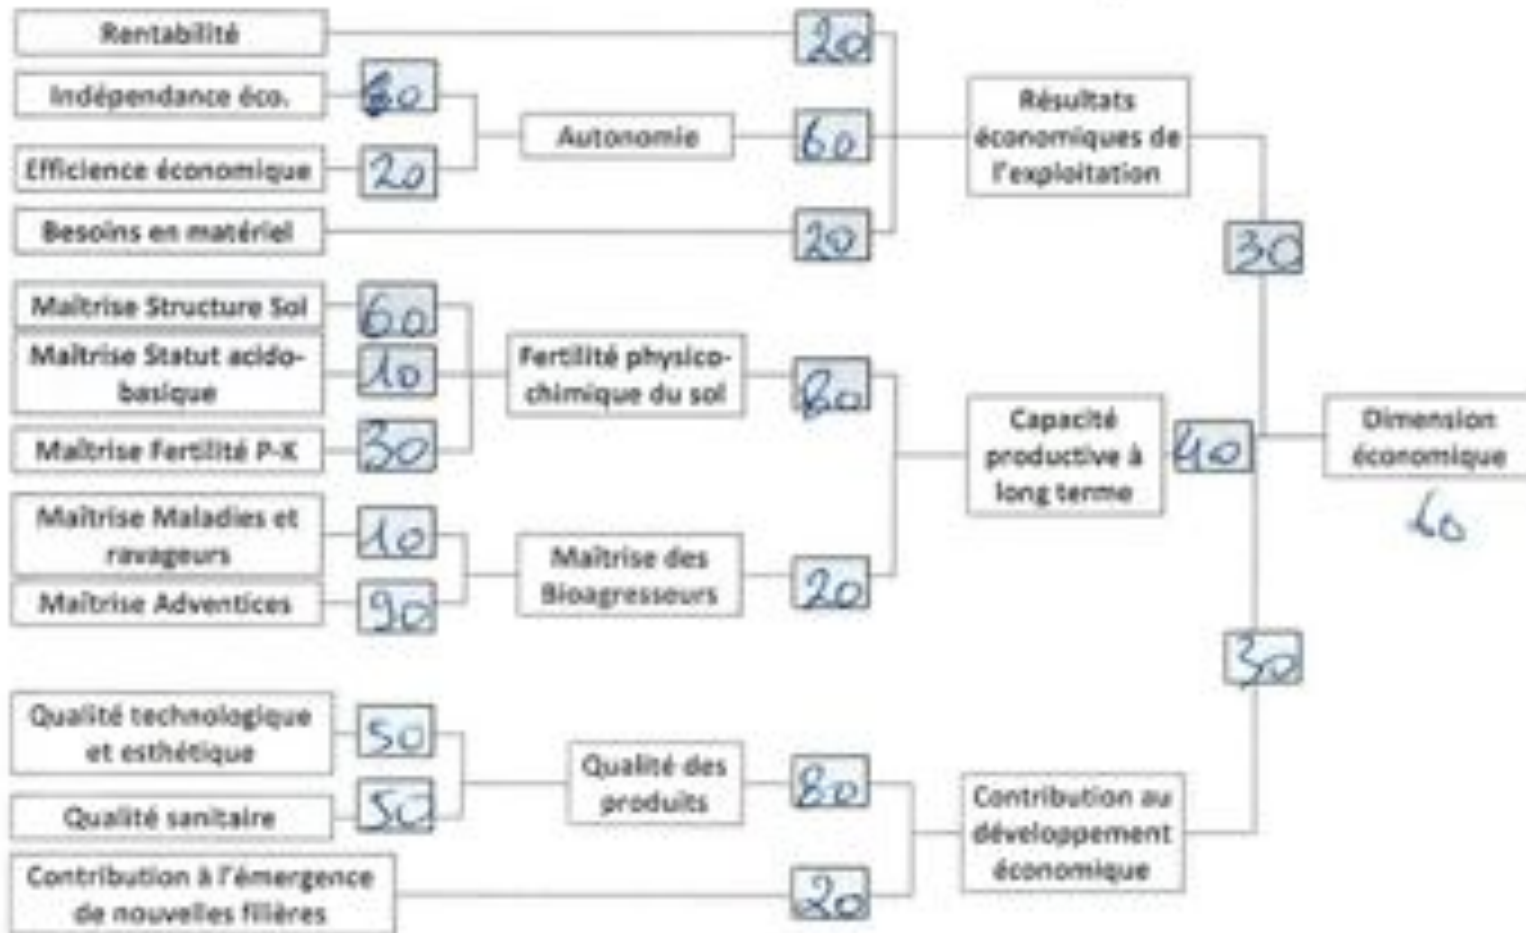 Rentabilité
20
Indépendance éco.
Efficience économique
20
Autonomie
60
Besoins en matériel
20
Résultats
économiques de
l'exploitation
30
Maîtrise Structure Sol
60
Maîtrise Statut acido-
basique
10
Maîtrise Fertilité P-K
30
Fertilité physico-
chimique du sol
80
Maîtrise Maladies et
ravageurs
10
Maîtrise Adventices
90
Maîtrise des
Bioagresseurs
20
Capacité
productive à
long terme
40
Dimension
économique
Qualité technologique
et esthétique
50
Qualité sanitaire
50
Qualité des
produits
80
Contribution à l'émergence
de nouvelles filières
20
Contribution au
développement
économique
30